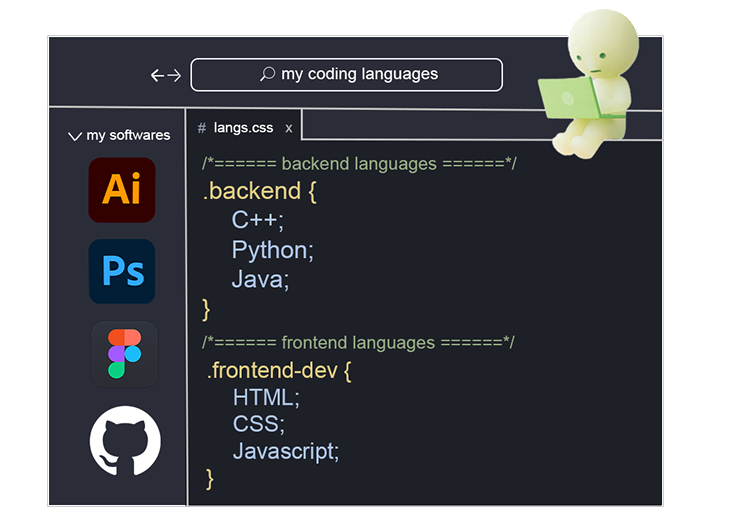 my coding languages
my softwares
Ai
Ps
# langs.css x
/*====== backend languages ======*/
.backend {
C++;
Python;
Java;
}
/*====== frontend languages ======*/
.frontend-dev {
HTML;
CSS;
Javascript;
}